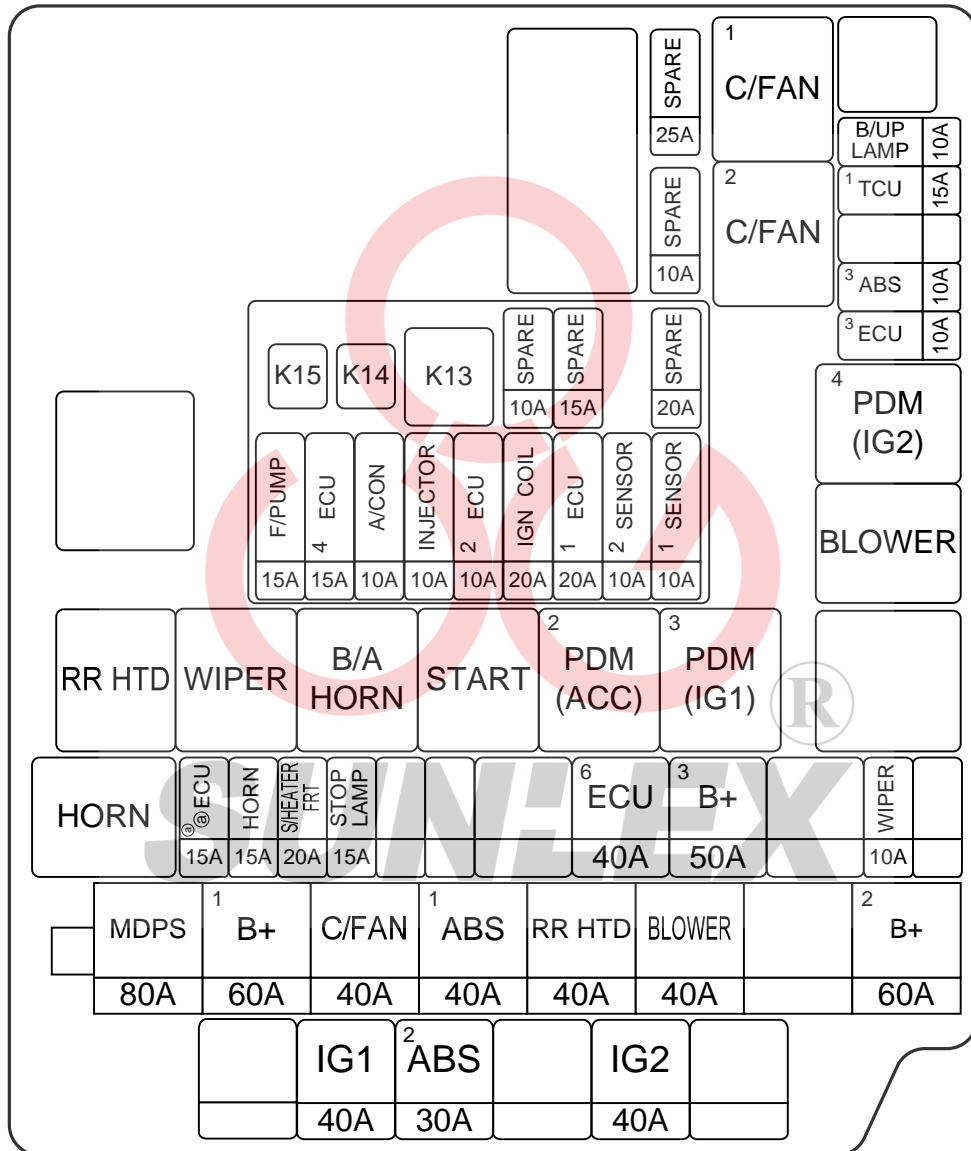 SPARE
25A
1
C/FAN
B/UP
LAMP
10A
1 TCU
15A
SPARE
10A
2
C/FAN
3 ABS
10A
3 ECU
10A
K15
K14
K13
SPARE
10A
SPARE
15A
SPARE
20A
4
PDM
(IG2)
F/PUMP
15A
4 ECU
15A
A/CON
10A
INJECTOR
10A
2 ECU
10A
IGN COIL
20A
1 ECU
20A
2 SENSOR
10A
1 SENSOR
10A
BLOWER
RR HTD
WIPER
B/A
HORN
START
2
PDM
(ACC)
3
PDM
(IG1)
®
SUNLEX
HORN
ⓐⓐECU
15A
HORN
15A
S/HEATER
FRT
20A
STOP
LAMP
15A
6
ECU
40A
3
B+
50A
WIPER
10A
MDPS
80A
1
B+
60A
C/FAN
40A
1
ABS
40A
RR HTD
40A
BLOWER
40A
2
B+
60A
IG1
40A
2
ABS
30A
IG2
40A